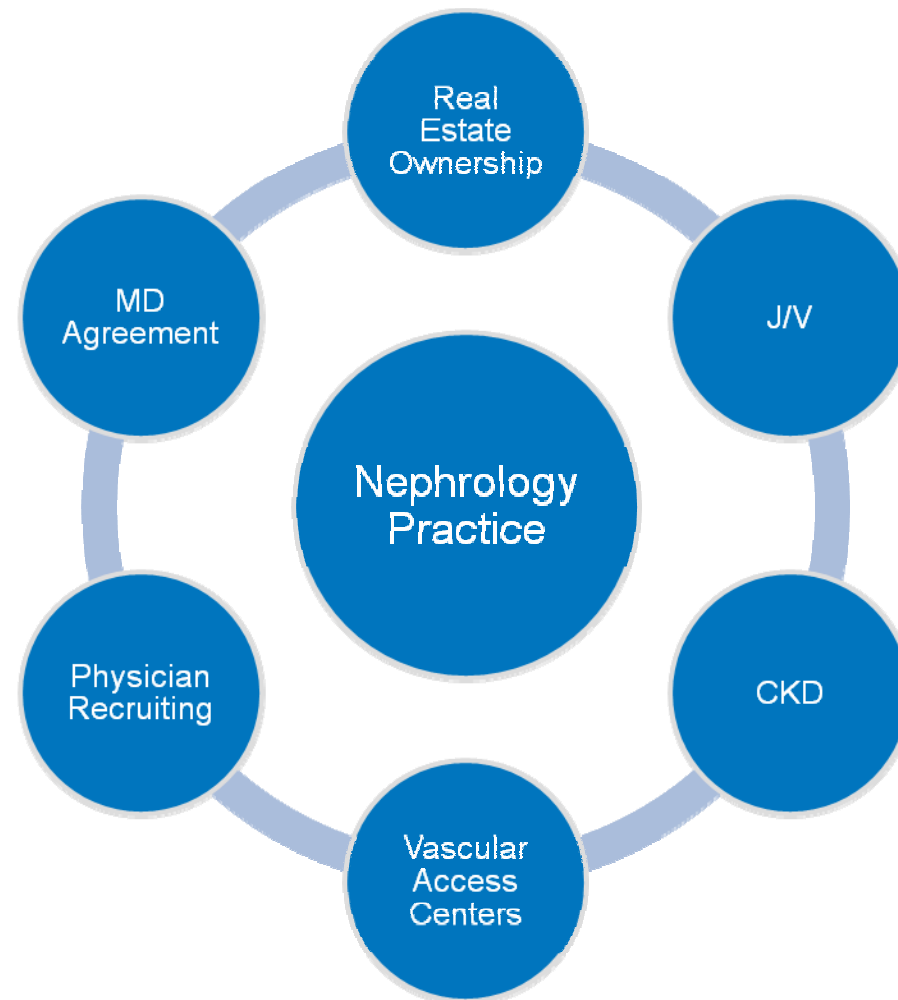 Real
Estate
Ownership
MD
Agreement
J/V
Nephrology
Practice
Physician
Recruiting
CKD
Vascular
Access
Centers